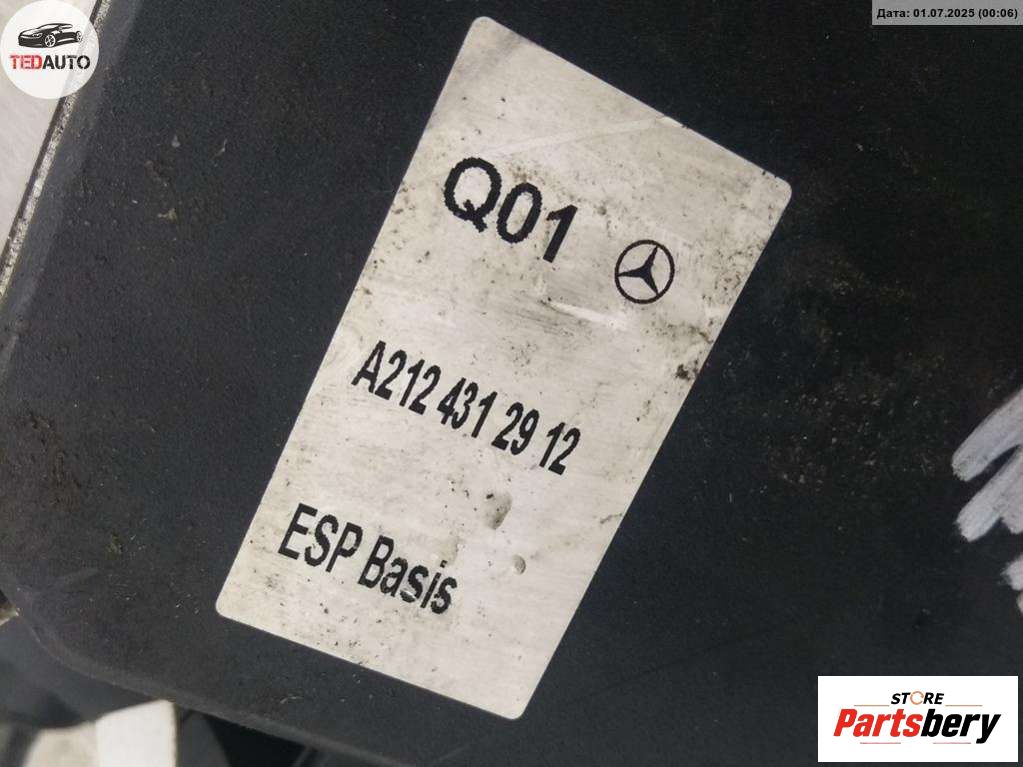 TEDAUTO
Дата: 01.07.2025 (00:06)
Q01
A212 431 29 12
ESP Basis
STORE
Partsbery